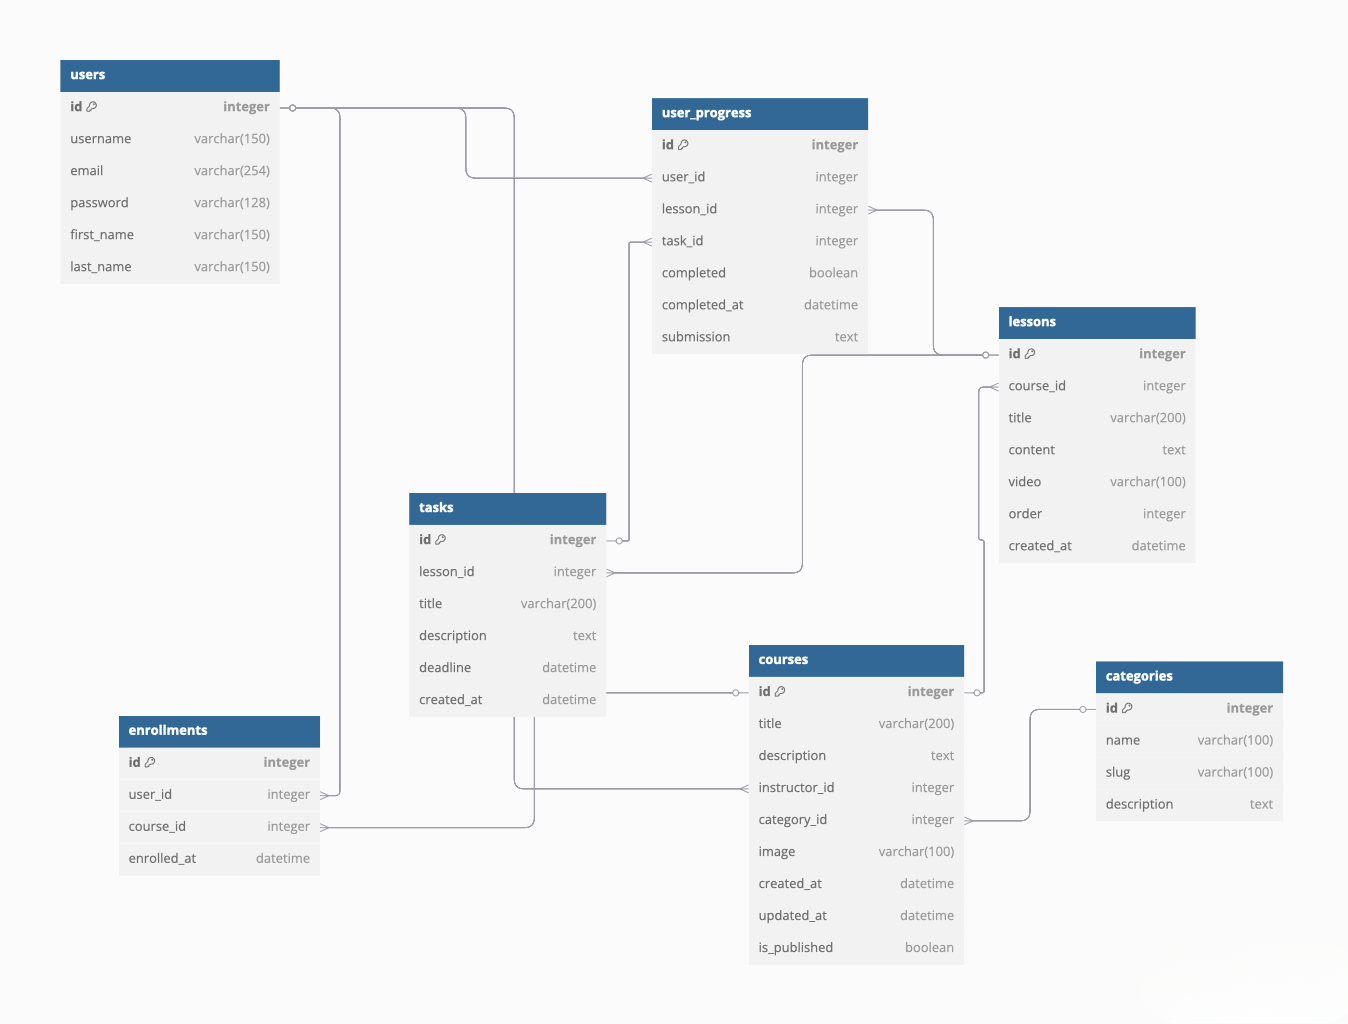 users
id integer
username varchar(150)
email varchar(254)
password varchar(128)
first_name varchar(150)
last_name varchar(150)
user_progress
id integer
user_id integer
lesson_id integer
task_id integer
completed boolean
completed_at datetime
submission text
lessons
id integer
course_id integer
title varchar(200)
content text
video varchar(100)
order integer
created_at datetime
tasks
id integer
lesson_id integer
title varchar(200)
description text
deadline datetime
created_at datetime
courses
id integer
title varchar(200)
description text
instructor_id integer
category_id integer
image varchar(100)
created_at datetime
updated_at datetime
is_published boolean
categories
id integer
name varchar(100)
slug varchar(100)
description text
enrollments
id integer
user_id integer
course_id integer
enrolled_at datetime